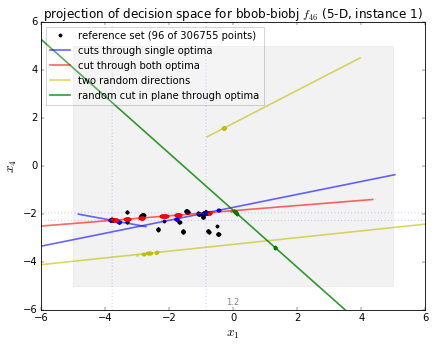 projection of decision space for bbob-biobj f₄₆ (5-D, instance 1)
reference set (96 of 306755 points)
cuts through single optima
cut through both optima
two random directions
random cut in plane through optima
6
4
2
0
−2
−4
−6
x₄
1,2
−6
−4
−2
0
2
4
6
x₁